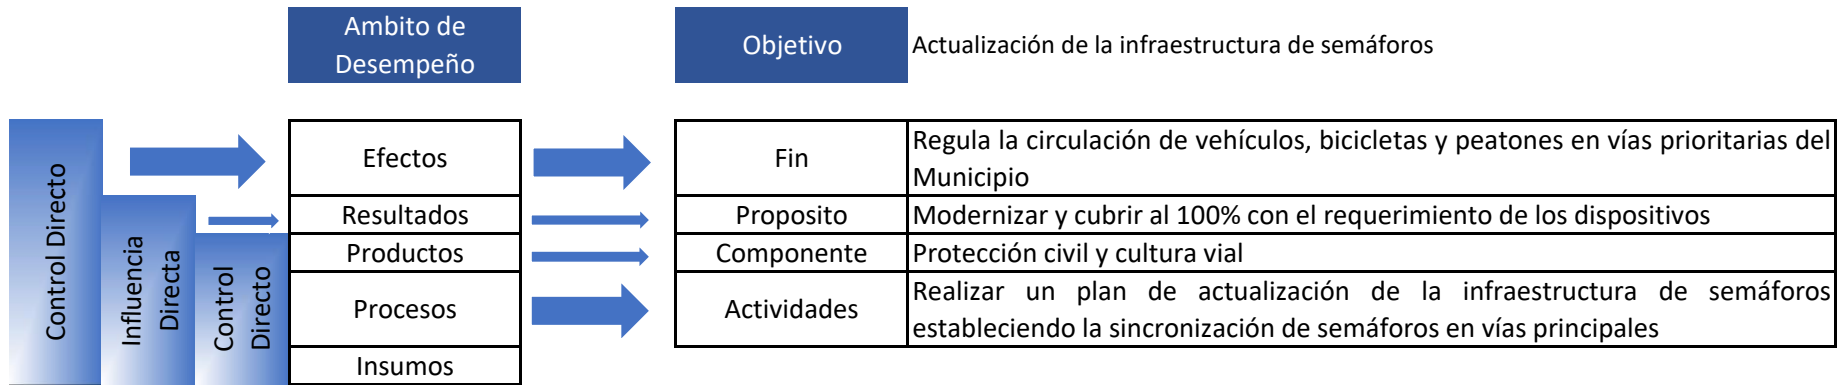 Ambito de
Desempeño
Objetivo
Actualización de la infraestructura de semáforos
Control Directo
Influencia
Directa
Control
Directo
Efectos
Resultados
Productos
Procesos
Insumos
Fin
Regula la circulación de vehículos, bicicletas y peatones en vías prioritarias del
Municipio
Proposito
Modernizar y cubrir al 100% con el requerimiento de los dispositivos
Componente
Protección civil y cultura vial
Actividades
Realizar un plan de actualización de la infraestructura de semáforos
estableciendo la sincronización de semáforos en vías principales